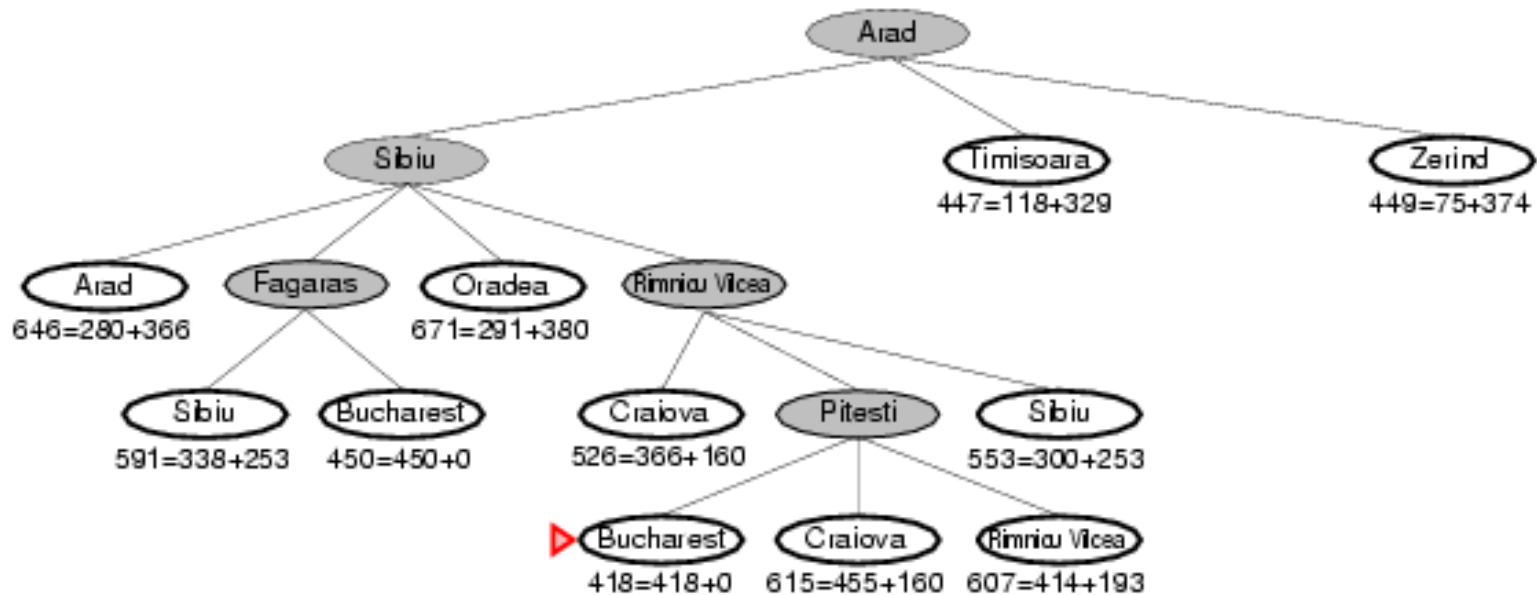 Arad
Sibiu
Timisoara
Zerind
447=118+329
449=75+374
Arad
Fagaras
Oradea
Rimnicu Vilcea
646=280+366
671=291+380
Sibiu
Bucharest
Craiova
Pitesti
Sibiu
591=338+253
450=450+0
526=366+160
553=300+253
Bucharest
Craiova
Rimnicu Vilcea
418=418+0
615=455+160
607=414+193